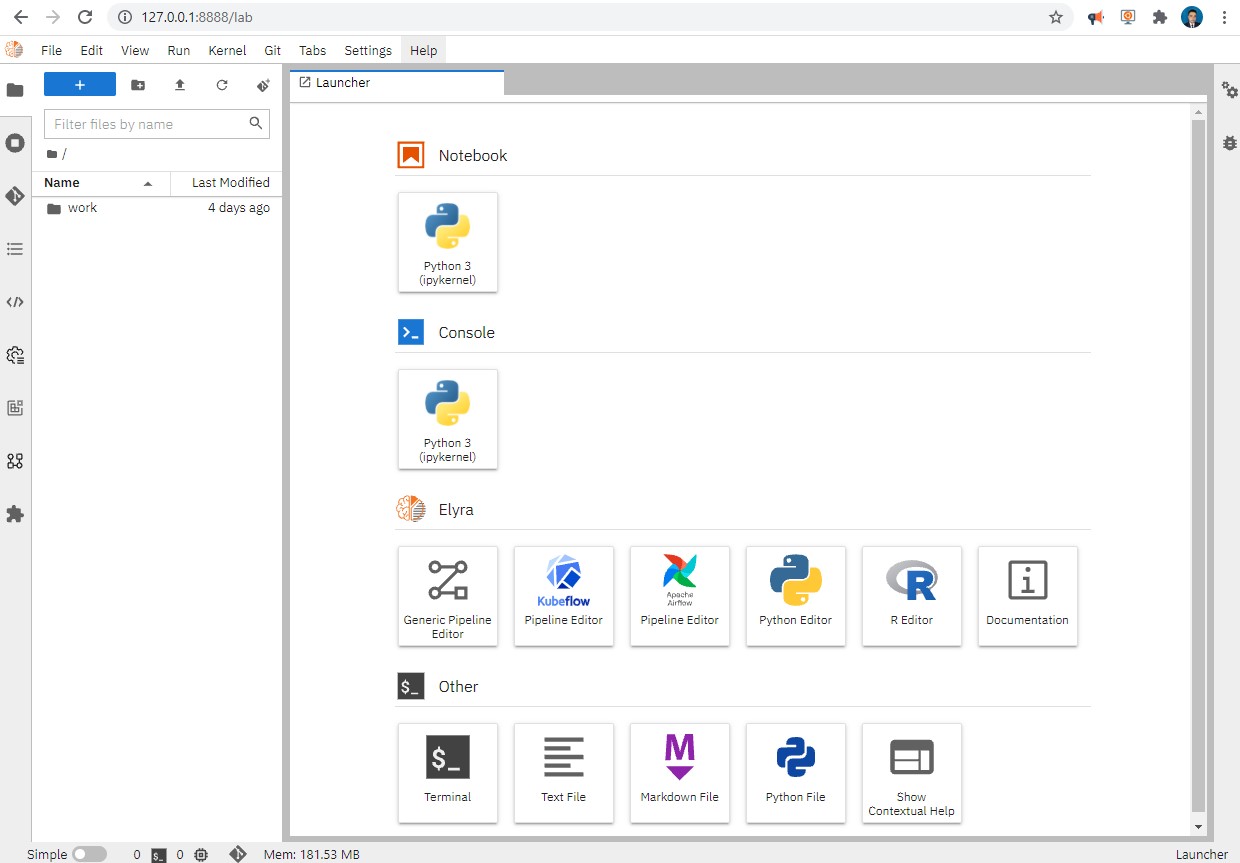 127.0.0.1:8888/lab
File Edit View Run Kernel Git Tabs Settings Help
+
Filter files by name
/
Name Last Modified
work 4 days ago
Launcher
Notebook
Python 3
(ipykernel)
>_ Console
Python 3
(ipykernel)
Elyra
Generic Pipeline
Editor
Kubeflow
Pipeline Editor
Apache
Airflow
Pipeline Editor
Python Editor
R
R Editor
i
Documentation
$_ Other
$_
Terminal
Text File
M
Markdown File
Python File
Show
Contextual Help
Simple 0 $_ 0 Mem: 181.53 MB Launcher